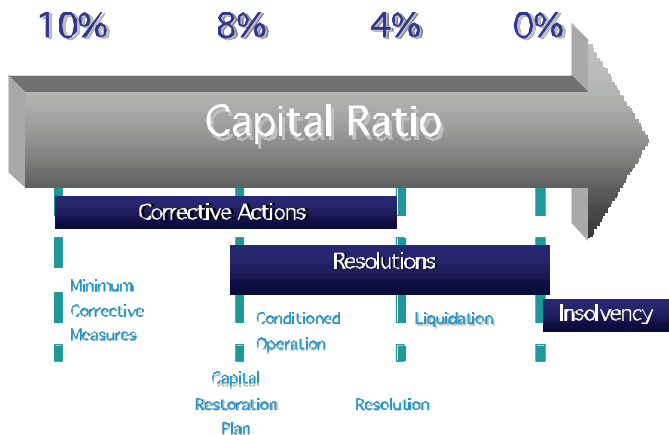 10% 8% 4% 0%
Capital Ratio
Corrective Actions
Resolutions
Insolvency
Minimum
Corrective
Measures
Conditioned
Operation
Liquidation
Capital
Restoration
Plan
Resolution